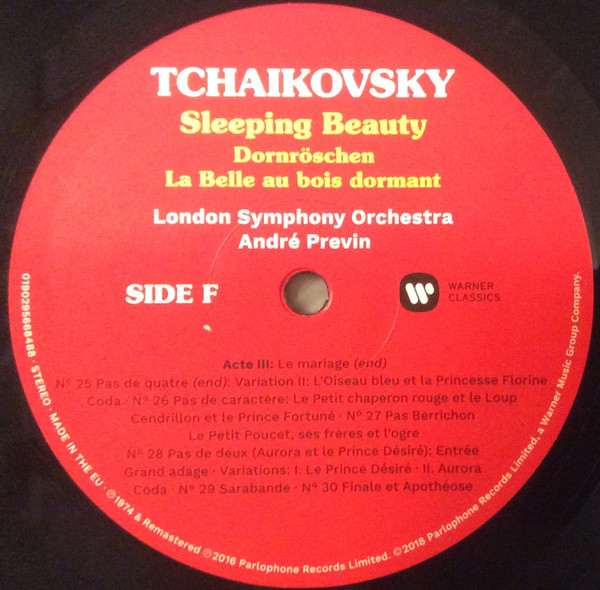 TCHAIKOVSKY
Sleeping Beauty
Dornröschen
La Belle au bois dormant
London Symphony Orchestra
André Previn
SIDE F
WARNER
CLASSICS
Acte III: Le mariage (end)
Nº 25 Pas de quatre (end): Variation II: L'Oiseau bleu et la Princesse Florine
Coda · Nº 26 Pas de caractère: Le Petit chaperon rouge et le Loup
Cendrillon et le Prince Fortuné · Nº 27 Pas Berrichon
Le Petit Poucet, ses frères et l'ogre
Nº 28 Pas de deux (Aurora et le Prince Désiré): Entrée
Grand adage · Variations: I. Le Prince Désiré · II. Aurora
Coda · Nº 29 Sarabande · Nº 30 Finale et Apothéose
0190295668488 · STEREO · MADE IN THE EU · ℗1974 & Remastered ℗2016 Parlophone Records Limited. ©2018 Parlophone Records Limited, a Warner Music Group Company.